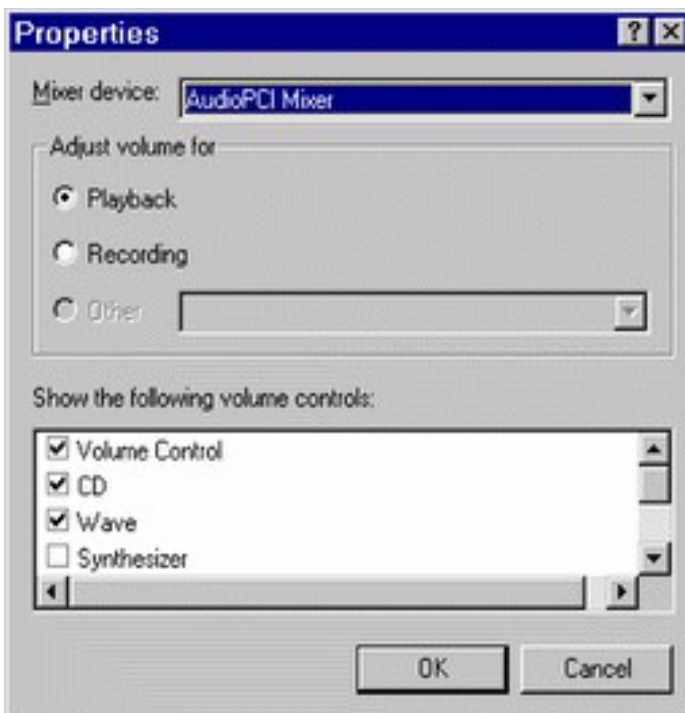 Properties
Mixer device: AudioPCI Mixer
Adjust volume for
Playback
Recording
Other
Show the following volume controls:
Volume Control
CD
Wave
Synthesizer
OK Cancel